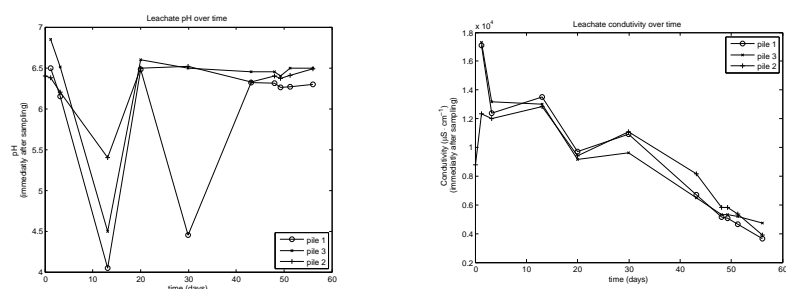 Leachate pH over time
7
6.5
6
5.5
5
4.5
4
pH
(immediatly after sampling)
0 10 20 30 40 50 60
time (days)
pile 1
pile 3
pile 2
Leachate condutivity over time
x 10⁴
1.8
1.6
1.4
1.2
1
0.8
0.6
0.4
0.2
Condutivity (μS · cm⁻¹)
(immediatly after sampling)
0 10 20 30 40 50 60
time (days)
pile 1
pile 3
pile 2